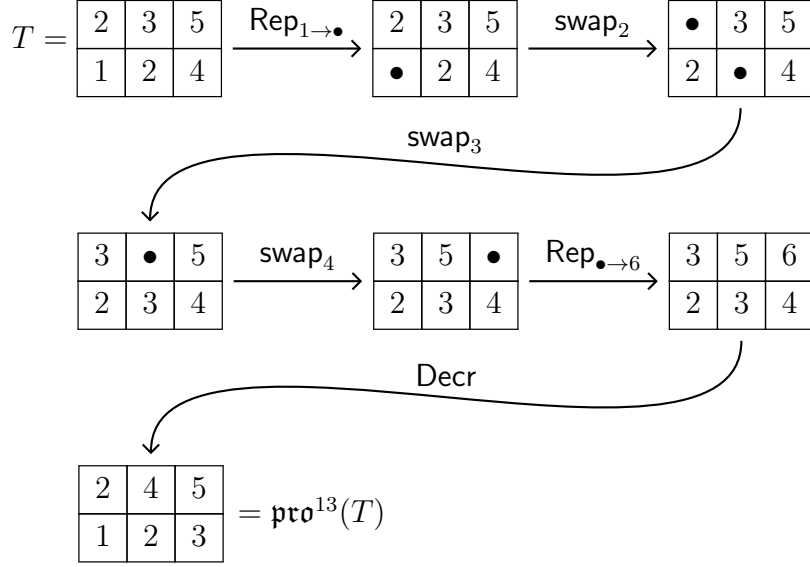 T = 2 3 5 Rep₁→• 2 3 5 swap₂ • 3 5
1 2 4 • 2 4 2 • 4
swap₃
3 • 5 swap₄ 3 5 • Rep•→₆ 3 5 6
2 3 4 2 3 4 2 3 4
Decr
2 4 5 = 𝔭𝔯𝔬¹³(T)
1 2 3